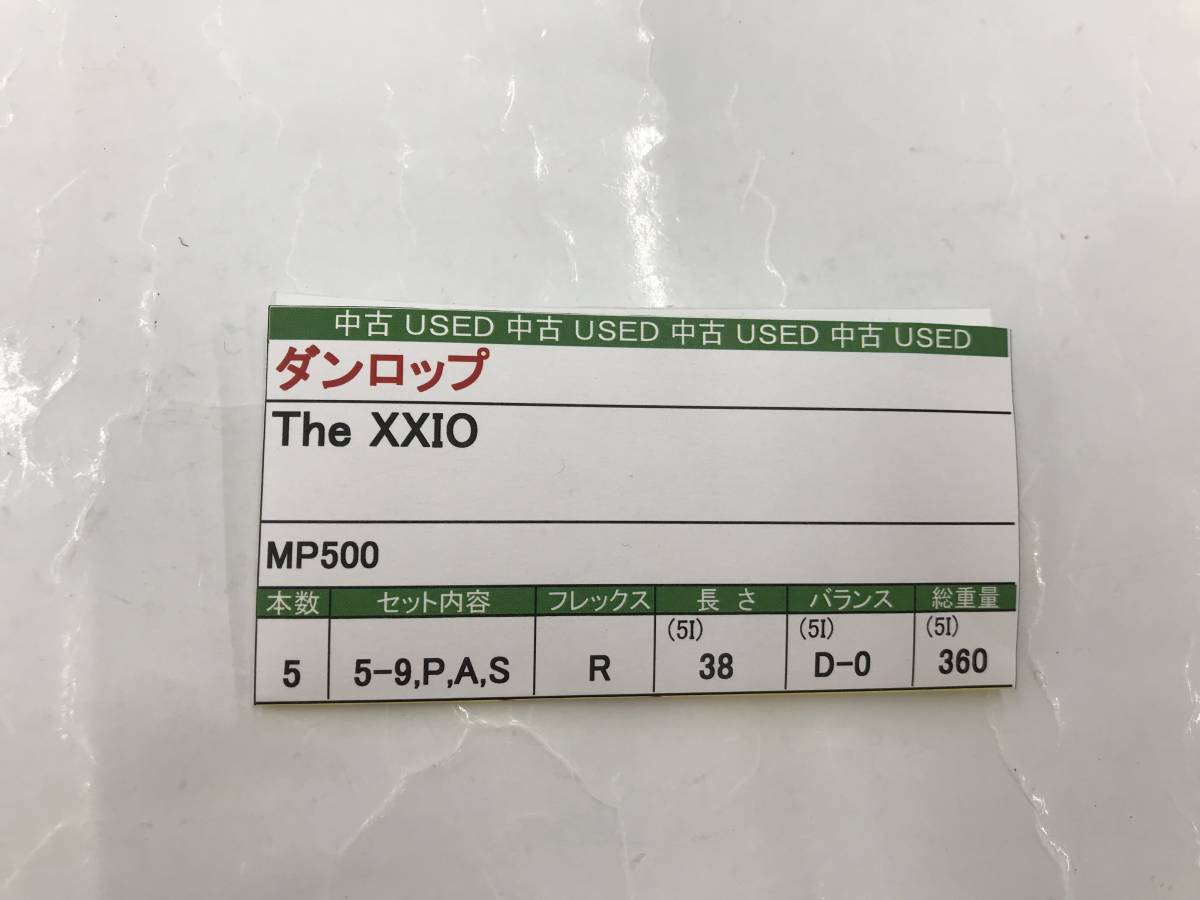 中古 USED 中古 USED 中古 USED 中古 USED
ダンロップ
The XXIO
MP500
本数 セット内容 フレックス 長さ バランス 総重量
(5I) (5I) (5I)
5 5-9,P,A,S R 38 D-0 360